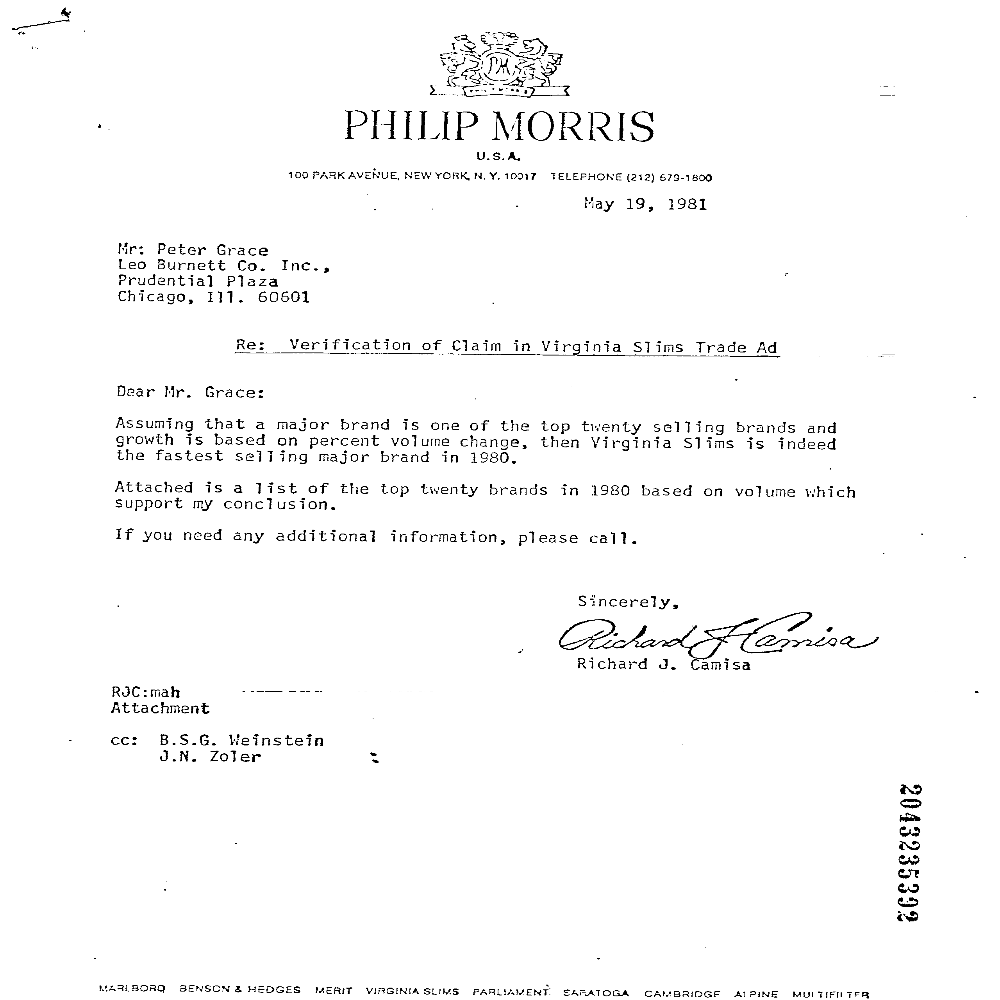 PM
PHILIP MORRIS
U.S.A.
100 PARK AVENUE, NEW YORK, N. Y. 10017 TELEPHONE (212) 679-1800
May 19, 1981
Mr: Peter Grace
Leo Burnett Co. Inc.,
Prudential Plaza
Chicago, Ill. 60601
Re: Verification of Claim in Virginia Slims Trade Ad
Dear Mr. Grace:
Assuming that a major brand is one of the top twenty selling brands and
growth is based on percent volume change, then Virginia Slims is indeed
the fastest selling major brand in 1980.
Attached is a list of the top twenty brands in 1980 based on volume which
support my conclusion.
If you need any additional information, please call.
Sincerely,
Richard J Camisa
Richard J. Camisa
RJC:mah
Attachment
cc: B.S.G. Weinstein
J.N. Zoler
2043235392
MARLBORO BENSON & HEDGES MERIT VIRGINIA SLIMS PARLIAMENT SARATOGA CAMBRIDGE ALPINE MULTIFILTER